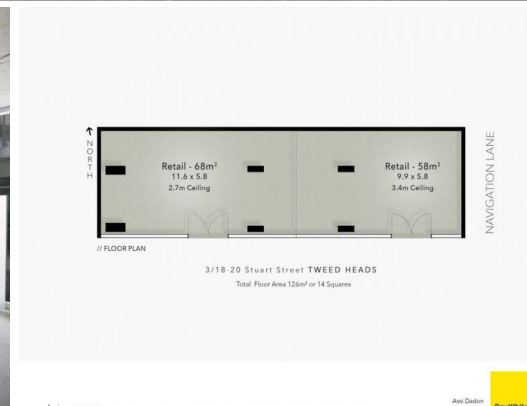 NORTH
Retail - 68m²
11.6 x 5.8
2.7m Ceiling
Retail - 58m²
9.9 x 5.8
3.4m Ceiling
NAVIGATION LANE
// FLOOR PLAN
3/18-20 Stuart Street TWEED HEADS
Total Floor Area 126m² or 14 Squares
Assi Dadon